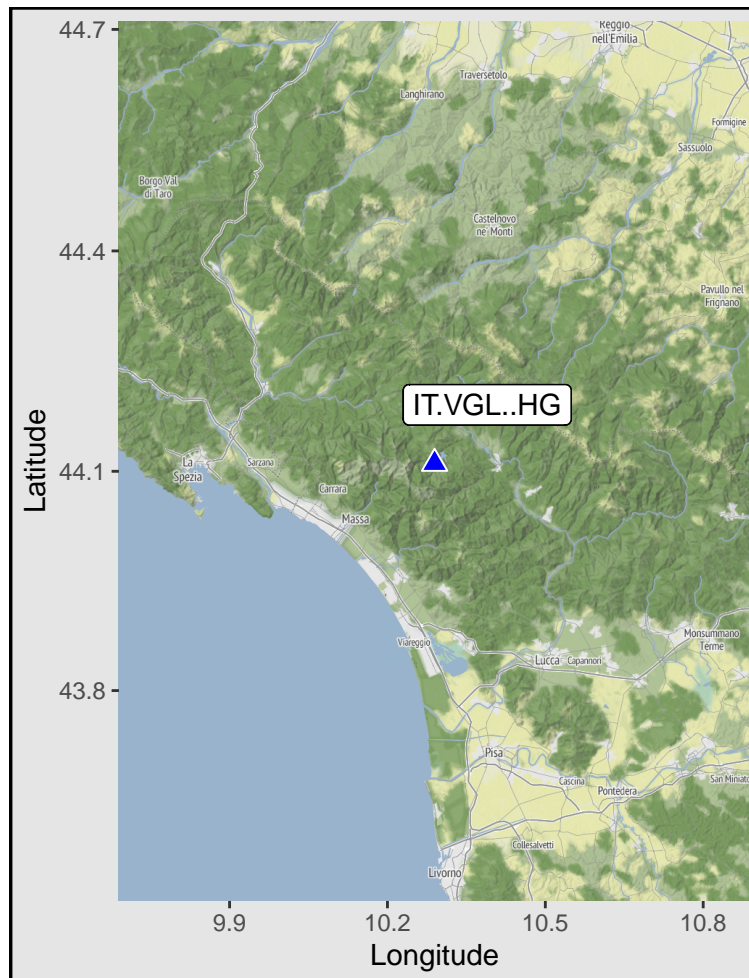 44.7
Reggio
nell'Emilia
Traversetolo
Langhirano
Formigine
Sassuolo
Borgo Val
di Taro
Castelnovo
ne' Monti
44.4
Pavullo nel
Frignano
IT.VGL..HG
44.1
La
Spezia
Sarzana
Carrara
Massa
Viareggio
Monsummano
Terme
Lucca
Capannori
43.8
Pisa
Cascina
San Miniato
Pontedera
Collesalvetti
Livorno
Latitude
9.9
10.2
10.5
10.8
Longitude